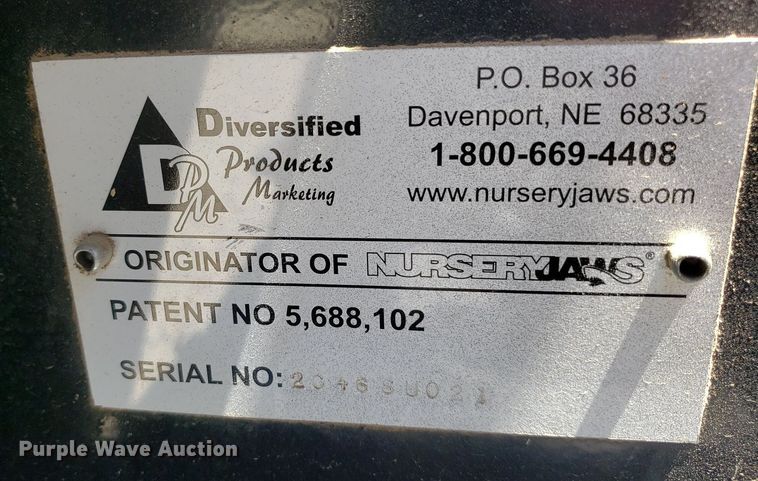 DPM
Diversified
Products
Marketing
P.O. Box 36
Davenport, NE 68335
1-800-669-4408
www.nurseryjaws.com
ORIGINATOR OF NURSERYJAWS®
PATENT NO 5,688,102
SERIAL NO:
Purple Wave Auction